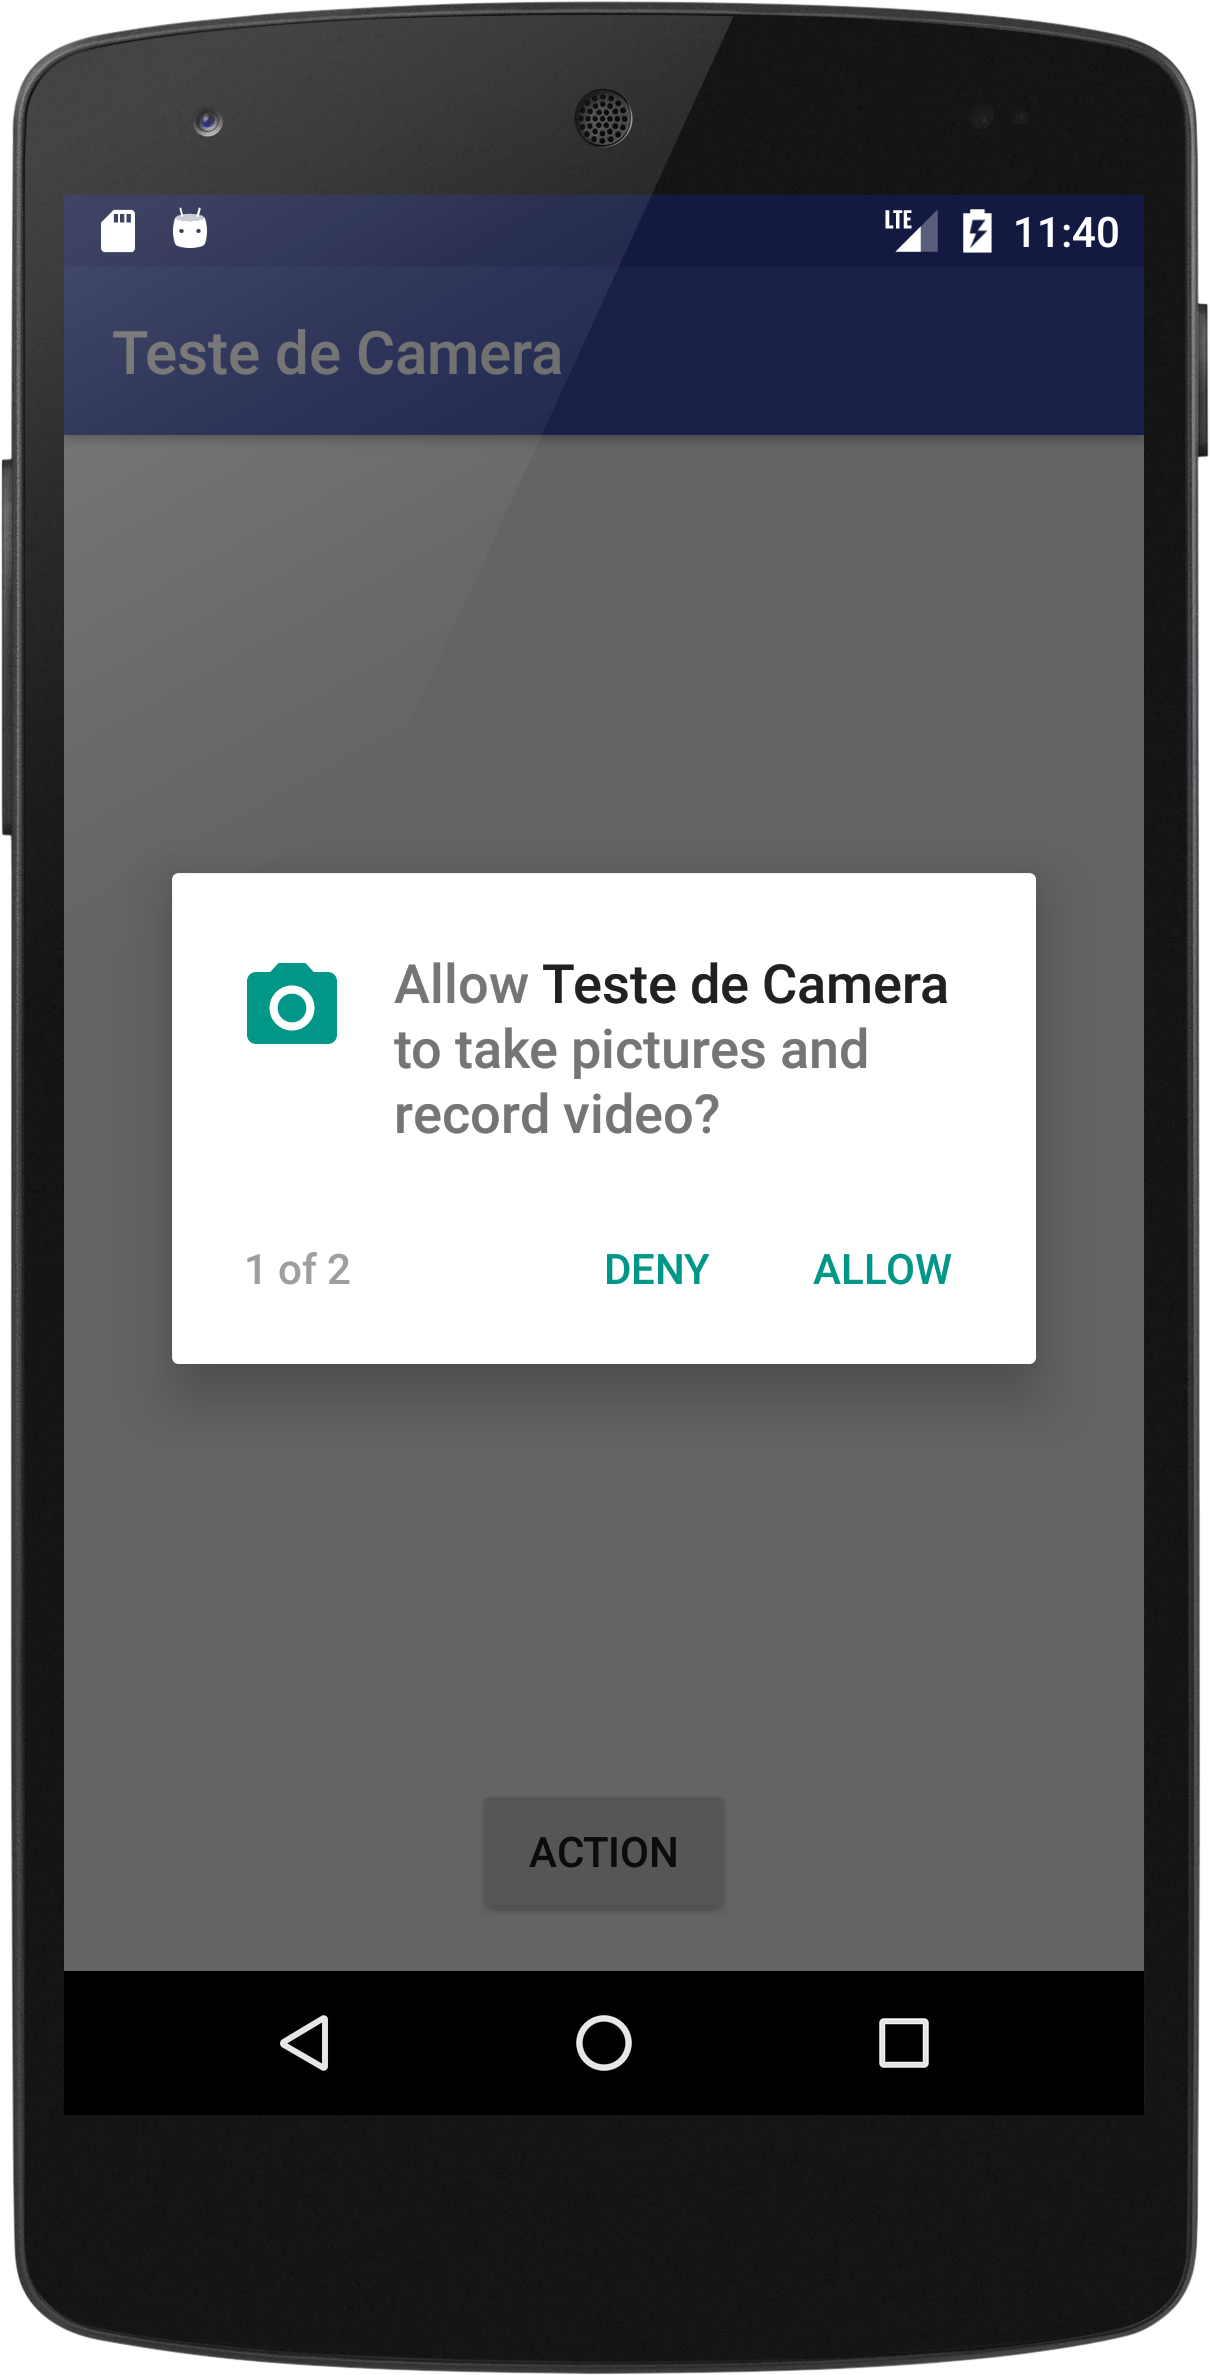 LTE 11:40
Teste de Camera
Allow Teste de Camera
to take pictures and
record video?
1 of 2 DENY ALLOW
ACTION